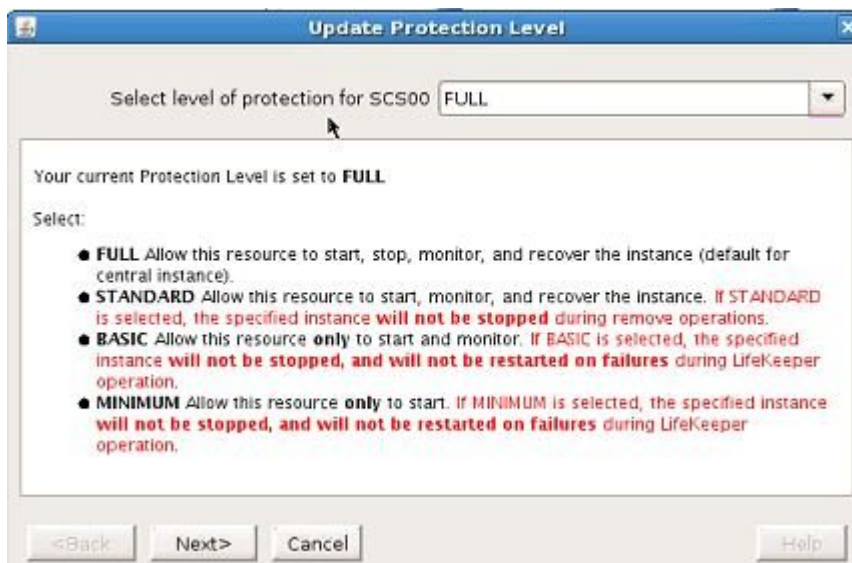 Update Protection Level
Select level of protection for SCS00 FULL
Your current Protection Level is set to FULL
Select:
● FULL Allow this resource to start, stop, monitor, and recover the instance (default for
central instance).
● STANDARD Allow this resource to start, monitor, and recover the instance. If STANDARD
is selected, the specified instance will not be stopped during remove operations.
● BASIC Allow this resource only to start and monitor. If BASIC is selected, the specified
instance will not be stopped, and will not be restarted on failures during LifeKeeper
operation.
● MINIMUM Allow this resource only to start. If MINIMUM is selected, the specified instance
will not be stopped, and will not be restarted on failures during LifeKeeper
operation.
<Back Next> Cancel Help